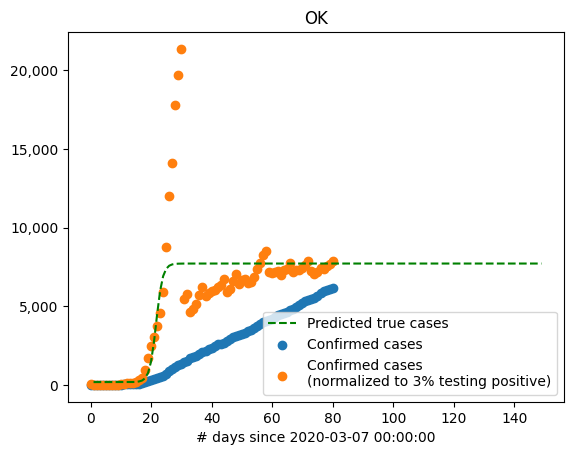 OK
20,000
15,000
10,000
5,000
0
Predicted true cases
Confirmed cases
Confirmed cases
(normalized to 3% testing positive)
0 20 40 60 80 100 120 140
# days since 2020-03-07 00:00:00